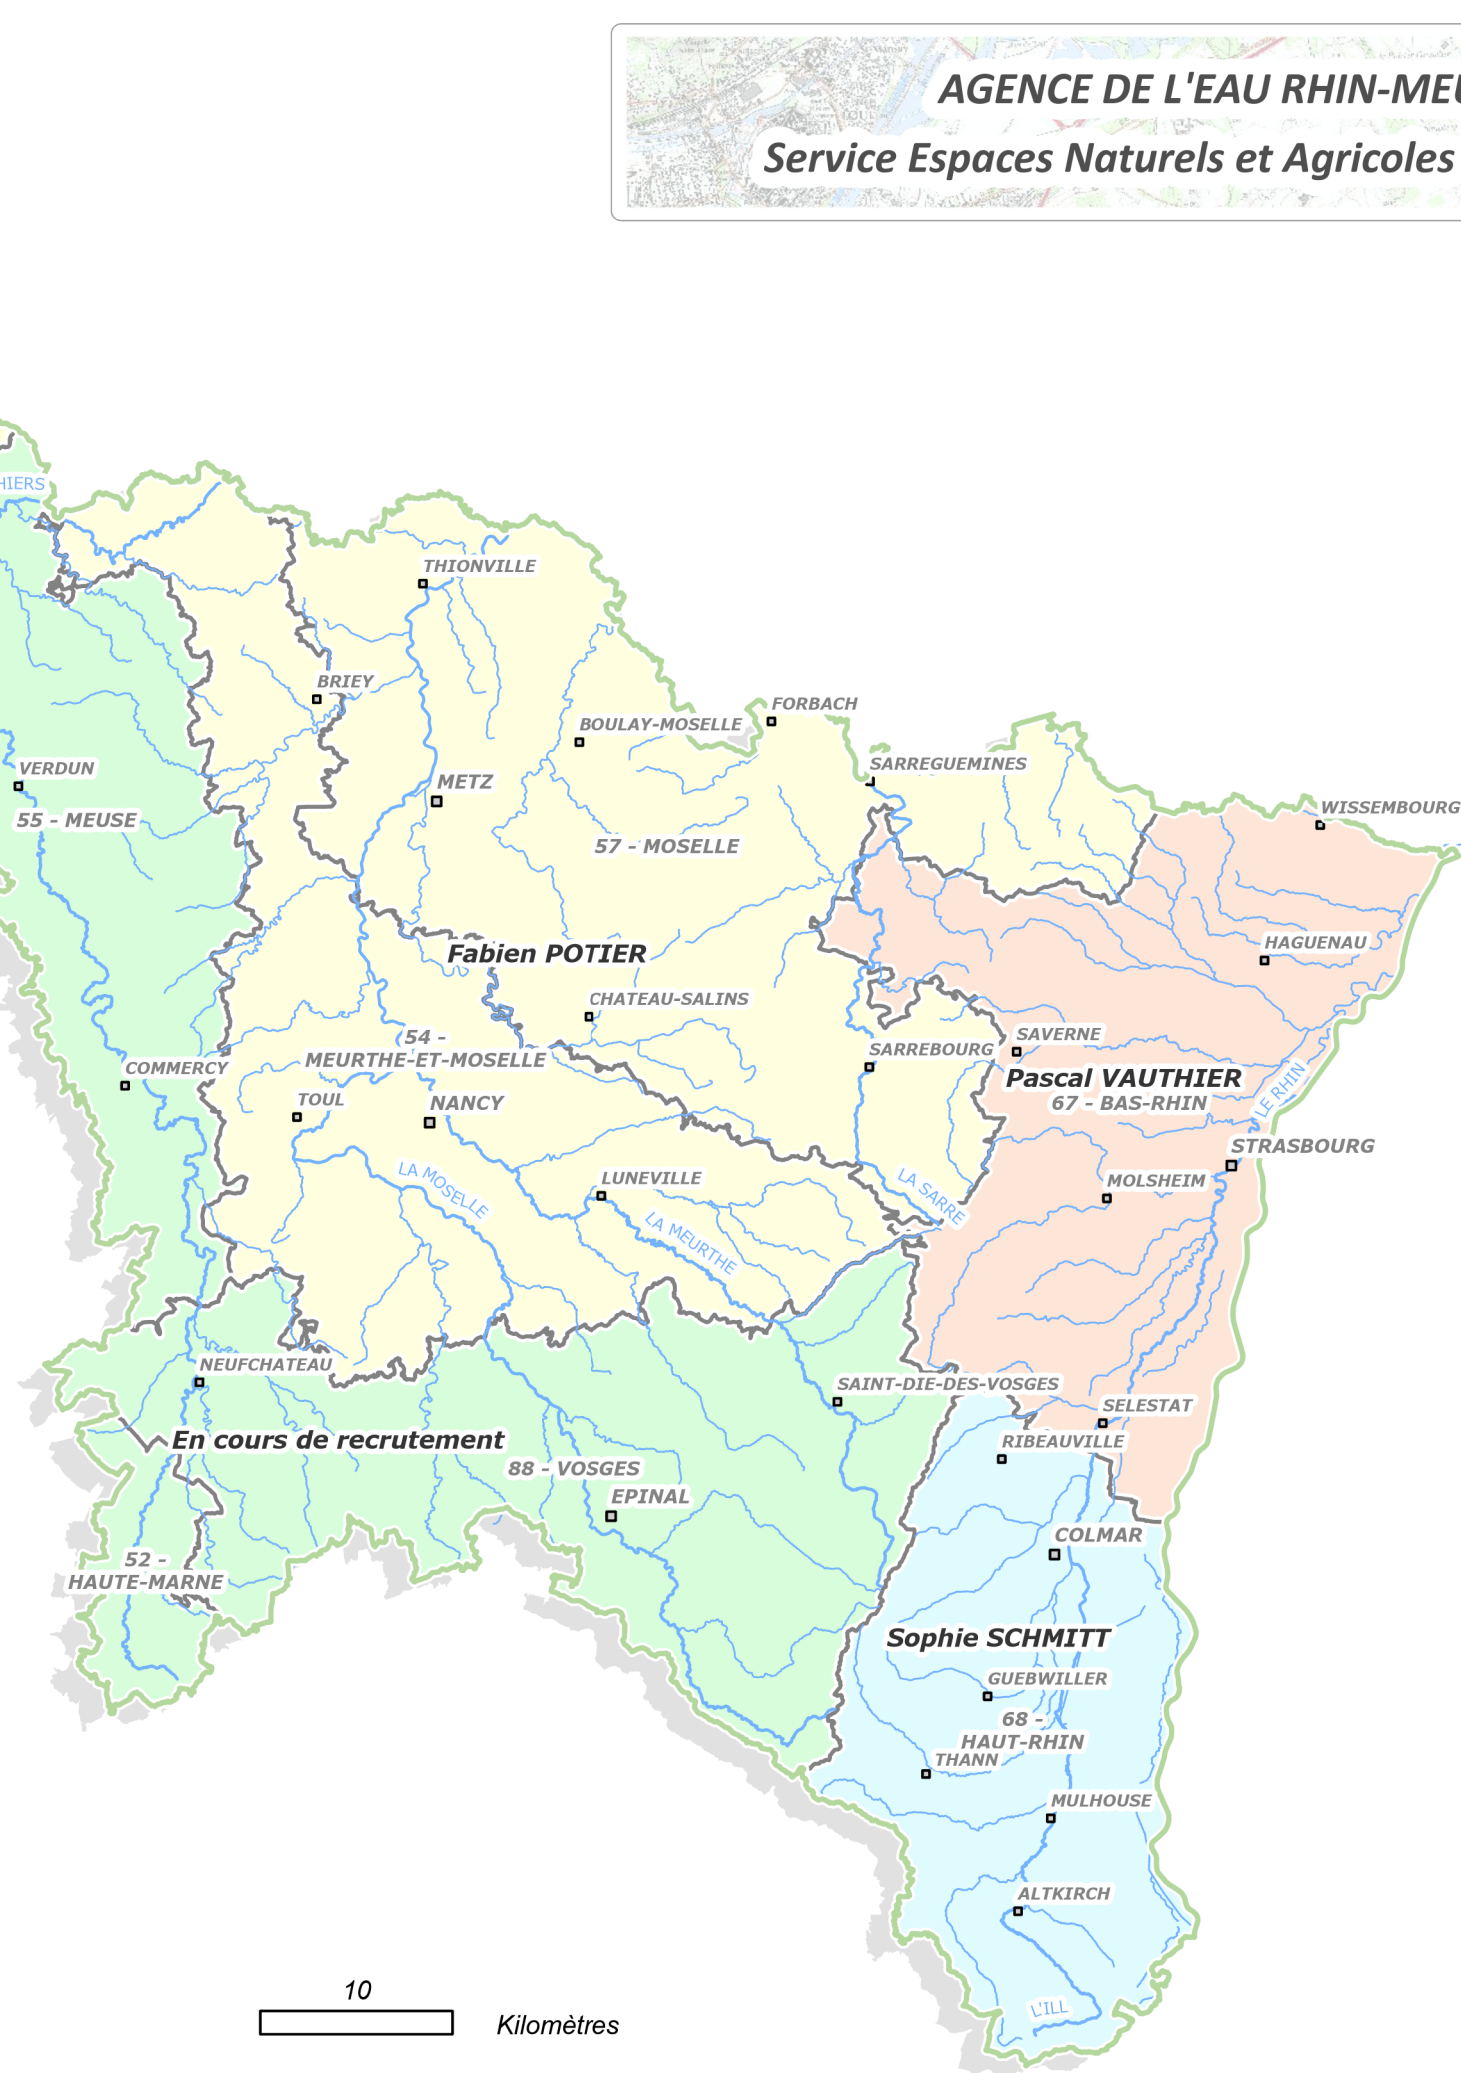 AGENCE DE L'EAU RHIN-MEU
Service Espaces Naturels et Agricoles
HIERS
THIONVILLE
BRIEY
FORBACH
BOULAY-MOSELLE
VERDUN
SARREGUEMINES
METZ
WISSEMBOURG
55 - MEUSE
57 - MOSELLE
HAGUENAU
Fabien POTIER
CHATEAU-SALINS
54 -
MEURTHE-ET-MOSELLE
SAVERNE
SARREBOURG
COMMERCY
Pascal VAUTHIER
67 - BAS-RHIN
LE RHIN
TOUL
NANCY
STRASBOURG
LA MOSELLE
LUNEVILLE
LA SARRE
MOLSHEIM
LA MEURTHE
NEUFCHATEAU
SAINT-DIE-DES-VOSGES
SELESTAT
En cours de recrutement
RIBEAUVILLE
88 - VOSGES
EPINAL
COLMAR
52 -
HAUTE-MARNE
Sophie SCHMITT
GUEBWILLER
68 -
HAUT-RHIN
THANN
MULHOUSE
ALTKIRCH
L'ILL
10
Kilomètres